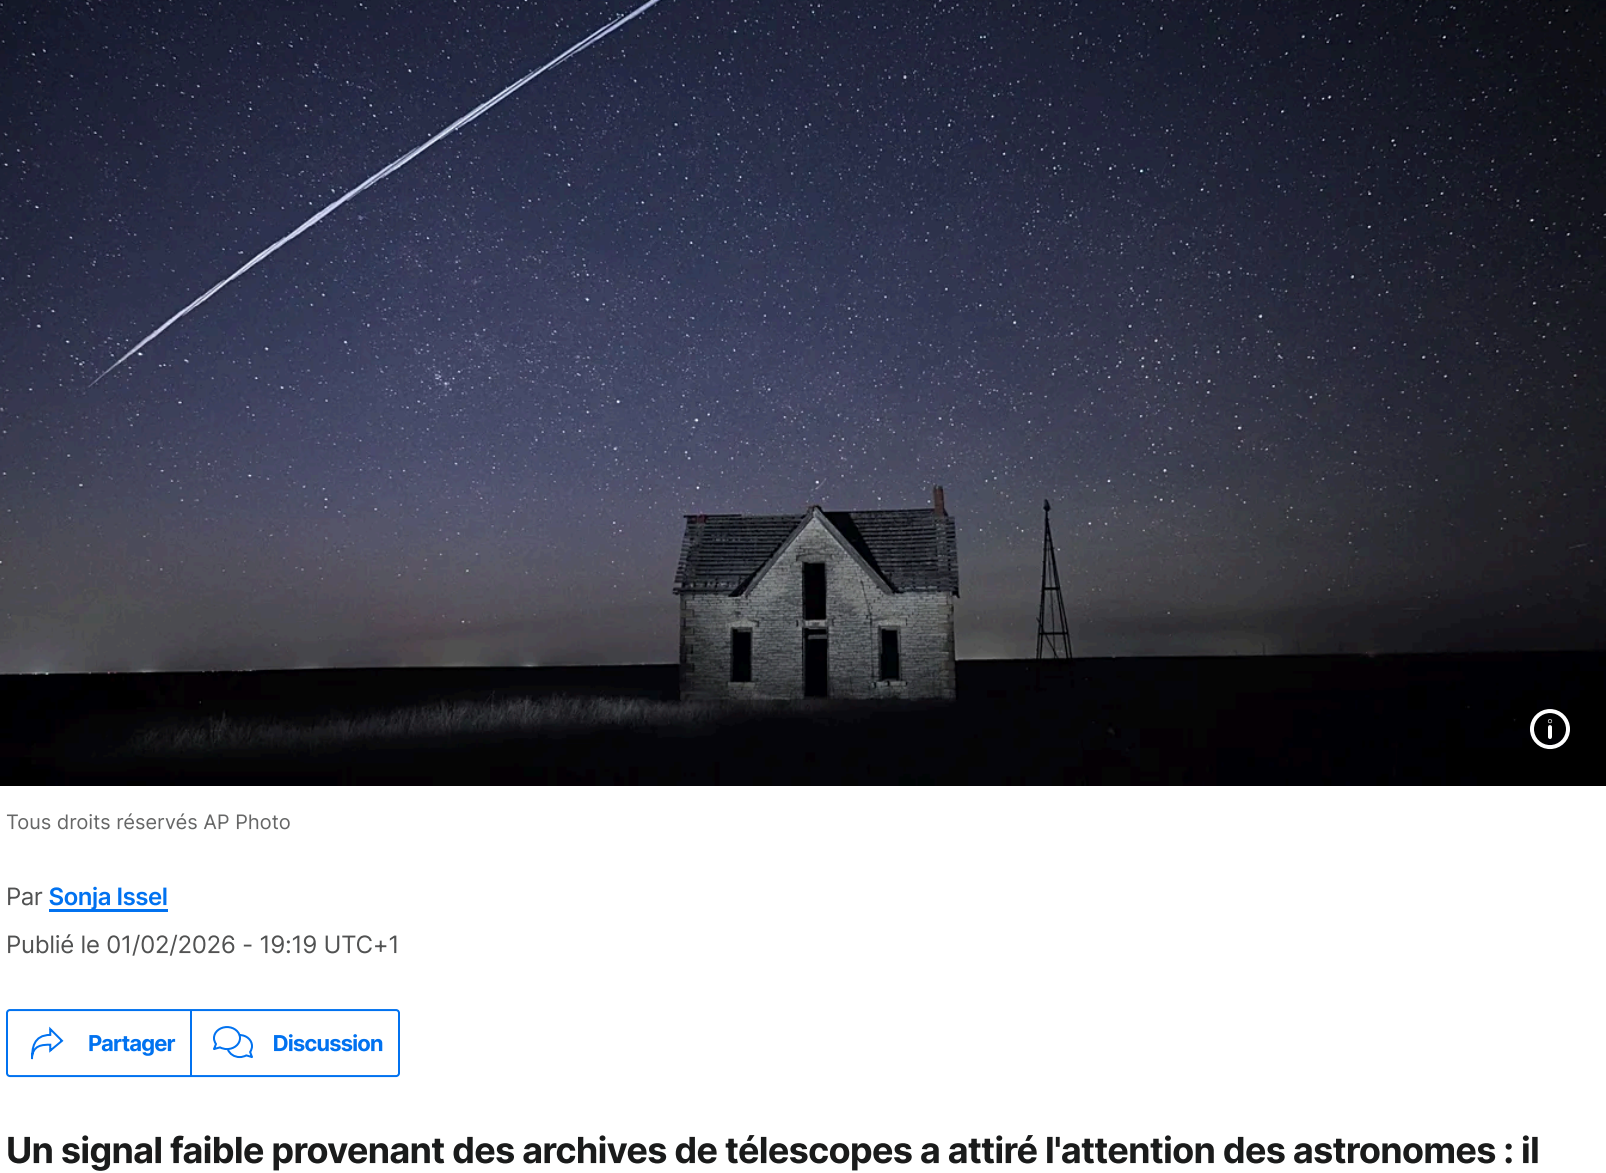 Tous droits réservés AP Photo
Par Sonja Issel
Publié le 01/02/2026 - 19:19 UTC+1
Partager
Discussion
Un signal faible provenant des archives de télescopes a attiré l'attention des astronomes : il